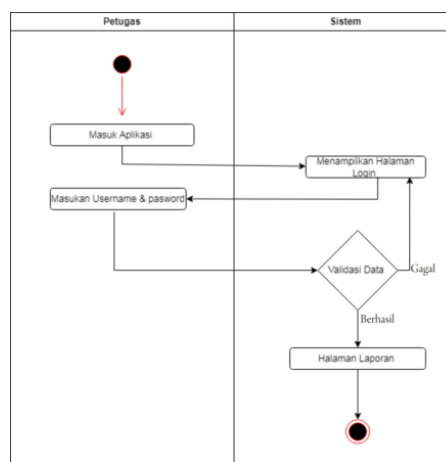 Petugas
Sistem
Masuk Aplikasi
Menampilkan Halaman
Login
Masukan Username & pasword
Validasi Data
Gagal
Berhasil
Halaman Laporan